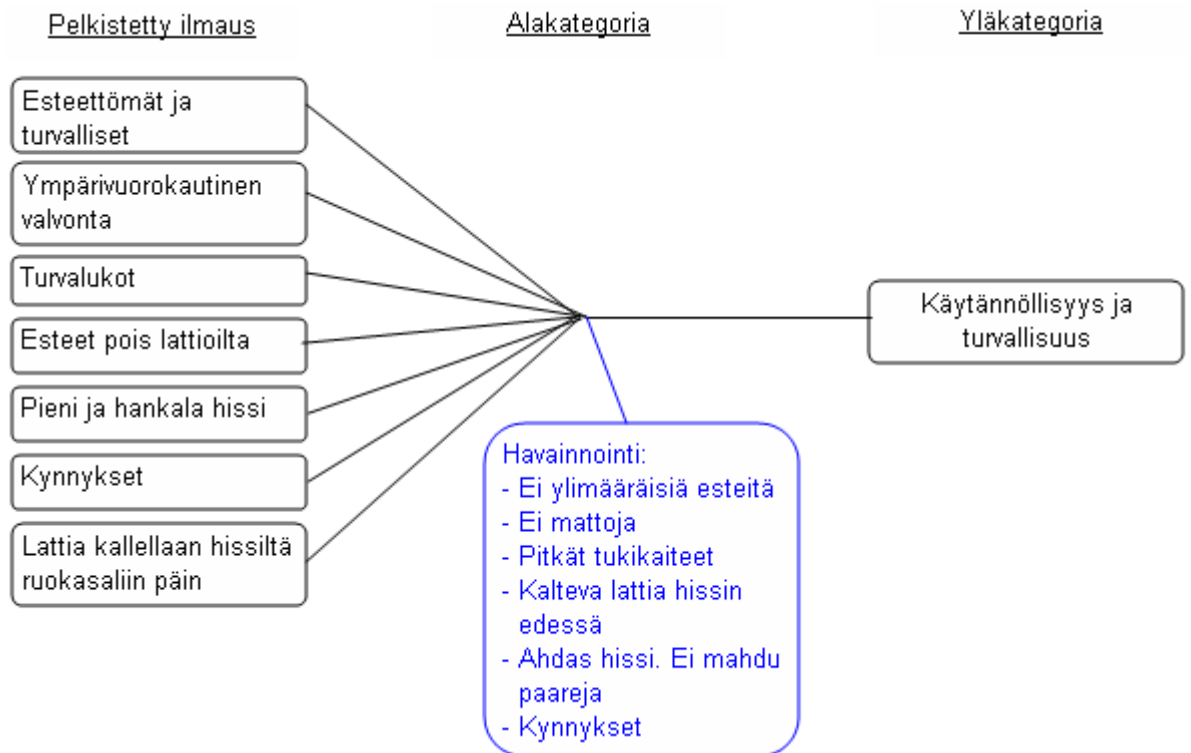 Pelkistetty ilmaus
Alakategoria
Yläkategoria
Esteettömät ja
turvalliset
Ympärivuorokautinen
valvonta
Turvalukot
Esteet pois lattioilta
Pieni ja hankala hissi
Kynnykset
Lattia kallellaan hissiltä
ruokasaliin päin
Havainnointi:
- Ei ylimääräisiä esteitä
- Ei mattoja
- Pitkät tukikaiteet
- Kalteva lattia hissin
edessä
- Ahdas hissi. Ei mahdu
paareja
- Kynnykset
Käytännöllisyys ja
turvallisuus